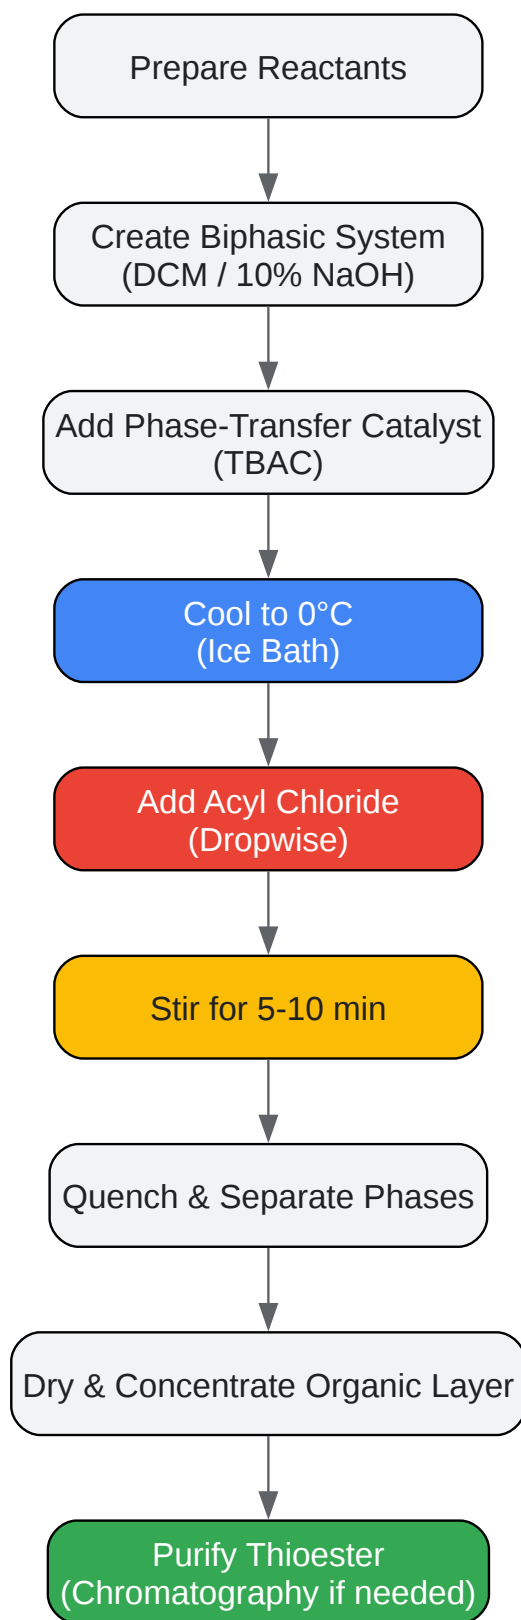 Prepare Reactants
Create Biphasic System
(DCM / 10% NaOH)
Add Phase-Transfer Catalyst
(TBAC)
Cool to 0°C
(Ice Bath)
Add Acyl Chloride
(Dropwise)
Stir for 5-10 min
Quench & Separate Phases
Dry & Concentrate Organic Layer
Purify Thioester
(Chromatography if needed)